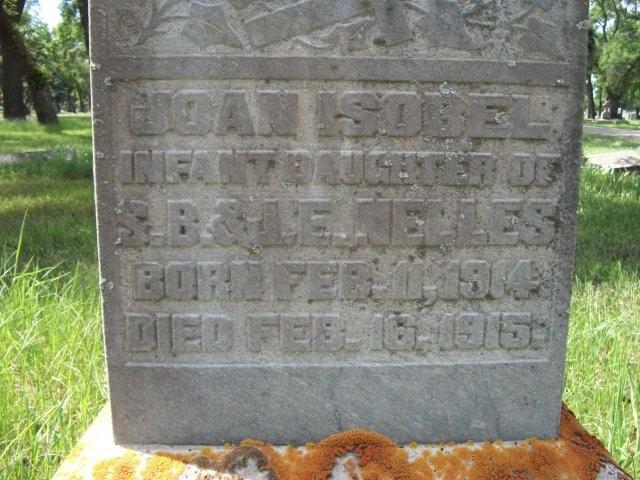 JOAN ISOBEL
INFANT DAUGHTER OF
S.B. & J.E. NELLES
BORN FEB. 11, 1914
DIED FEB. 16, 1915.